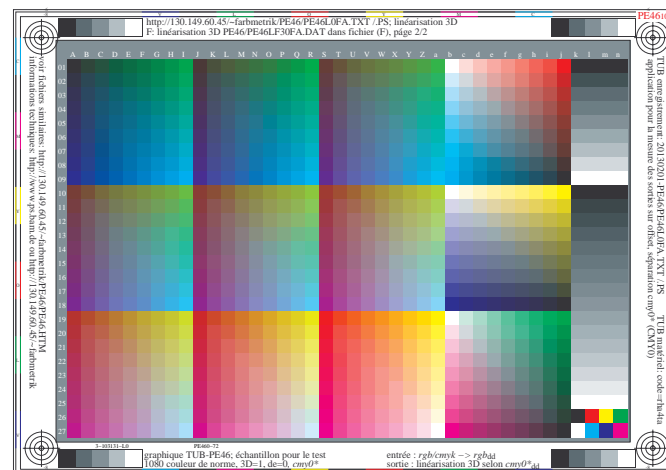 http://130.149.60.45/~farbmetrik/PE46/PE46L0FA.TXT /.PS; linéarisation 3D
F: linéarisation 3D PE46/PE46LF30FA.DAT dans fichier (F), page 2/2
PE4610
voir fichiers similaires: http://130.149.60.45/~farbmetrik/PE46/PE46.HTM
informations techniques: http://www.ps.bam.de ou http://130.149.60.45/~farbmetrik
TUB enregistrement: 20130201-PE46/PE46L0FA.TXT /.PS
application pour la mesure des sorties sur offset, séparation cmy0* (CMY0)
TUB matériel: code=rha4ta
A B C D E F G H I J K L M N O P Q R S T U V W X Y Z a b c d e f g h i j k l m n
01
02
03
04
05
06
07
08
09
10
11
12
13
14
15
16
17
18
19
20
21
22
23
24
25
26
27
3-103131-L0
PE460-72
graphique TUB-PE46; échantillon pour le test
1080 couleur de norme, 3D=1, de=0, cmy0*
entrée : rgb/cmyk -> rgbdd
sortie : linéarisation 3D selon cmy0*dd